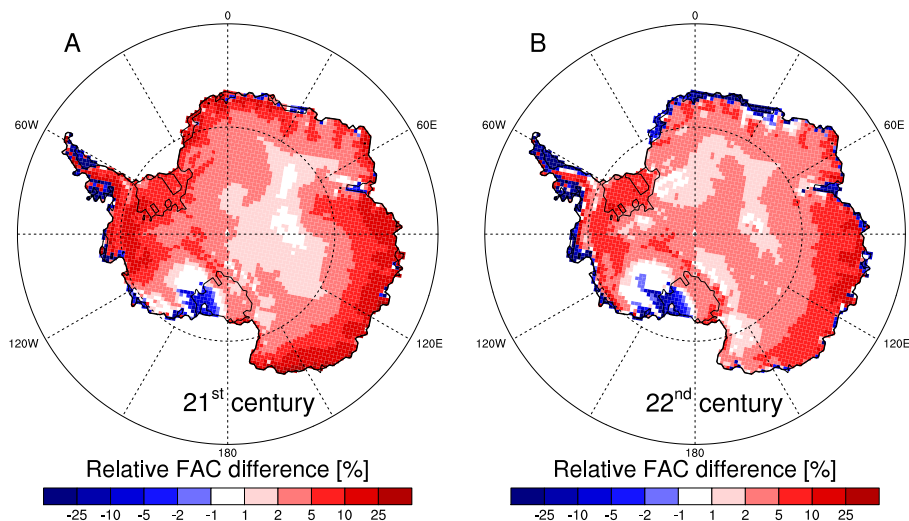 A
0
60W
60E
120W
120E
180
21st century
Relative FAC difference [%]
-25 -10 -5 -2 -1 1 2 5 10 25
B
0
60W
60E
120W
120E
180
22nd century
Relative FAC difference [%]
-25 -10 -5 -2 -1 1 2 5 10 25